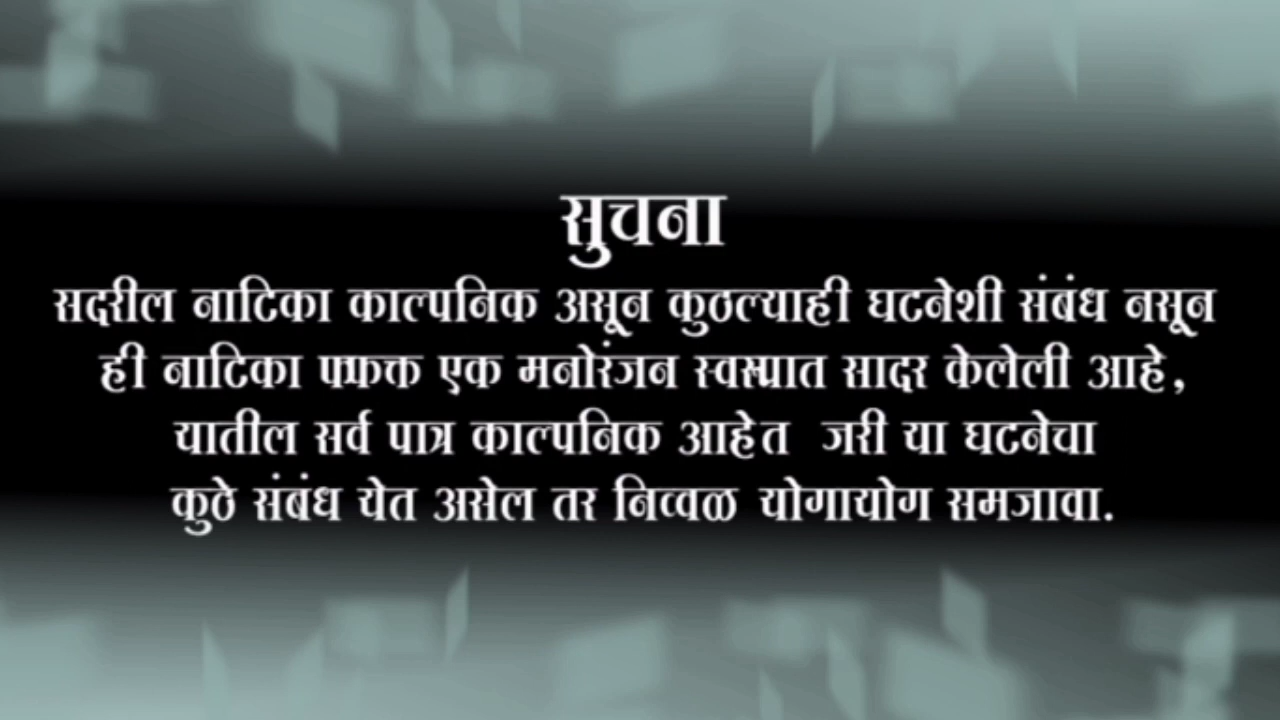 सुचना
सदरील नाटिका काल्पनिक असून कुठल्याही घटनेशी संबंध नसून
ही नाटिका फक्त एक मनोरंजन स्वरूपात सादर केलेली आहे,
यातील सर्व पात्र काल्पनिक आहेत जरी या घटनेचा
कुठे संबंध येत असेल तर निव्वळ योगायोग समजावा.